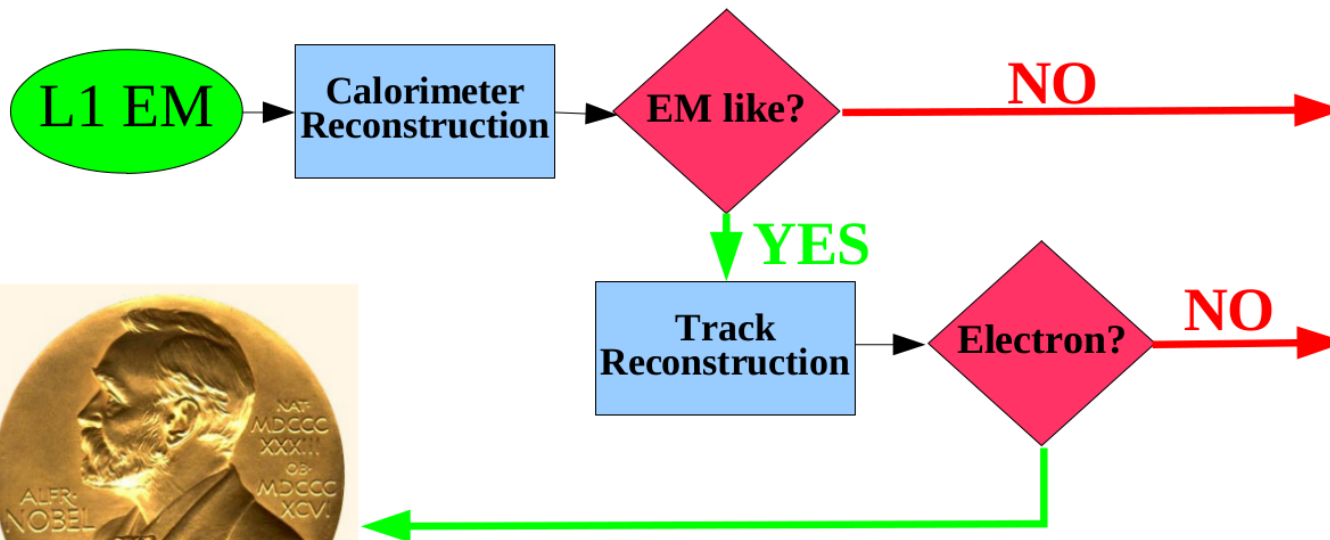 L1 EM
Calorimeter
Reconstruction
EM like?
NO
YES
Track
Reconstruction
Electron?
NO
NAT·
MDCCC
XXXIII
OB·
MDCCC
XCVI
ALFR·
NOBEL